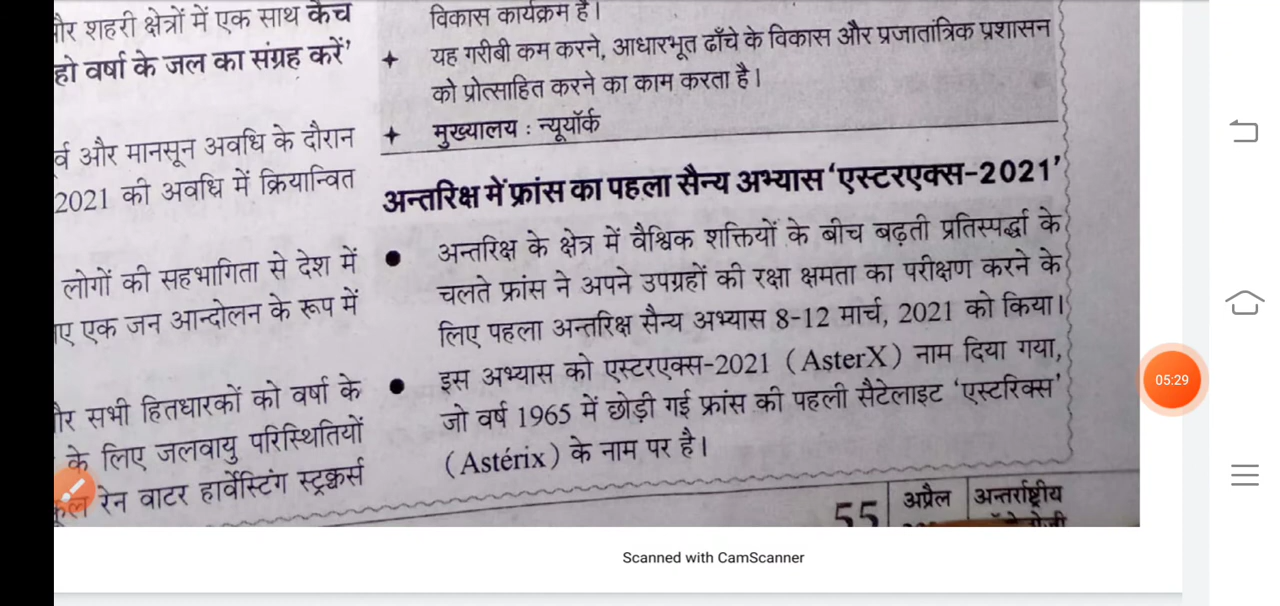 और शहरी क्षेत्रों में एक साथ कैच
हो वर्षा के जल का संग्रह करें’
और मानसून अवधि के दौरान
2021 की अवधि में क्रियान्वित
लोगों की सहभागिता से देश में
एक जन आन्दोलन के रूप में
सभी हितधारकों को वर्षा के
के लिए जलवायु परिस्थितियों
रेन वाटर हार्वेस्टिंग स्ट्रक्चर्स
विकास कार्यक्रम है।
+ यह गरीबी कम करने, आधारभूत ढाँचे के विकास और प्रजातांत्रिक प्रशासन
को प्रोत्साहित करने का काम करता है।
+ मुख्यालय : न्यूयॉर्क
अन्तरिक्ष में फ्रांस का पहला सैन्य अभ्यास ‘एस्टरएक्स-2021’
● अन्तरिक्ष के क्षेत्र में वैश्विक शक्तियों के बीच बढ़ती प्रतिस्पर्द्धा के
चलते फ्रांस ने अपने उपग्रहों की रक्षा क्षमता का परीक्षण करने के
लिए पहला अन्तरिक्ष सैन्य अभ्यास 8-12 मार्च, 2021 को किया।
● इस अभ्यास को एस्टरएक्स-2021 (AsterX) नाम दिया गया,
जो वर्ष 1965 में छोड़ी गई फ्रांस की पहली सैटेलाइट ‘एस्टरिक्स’
(Astérix) के नाम पर है।
55 अप्रैल अन्तर्राष्ट्रीय
Scanned with CamScanner
05:29